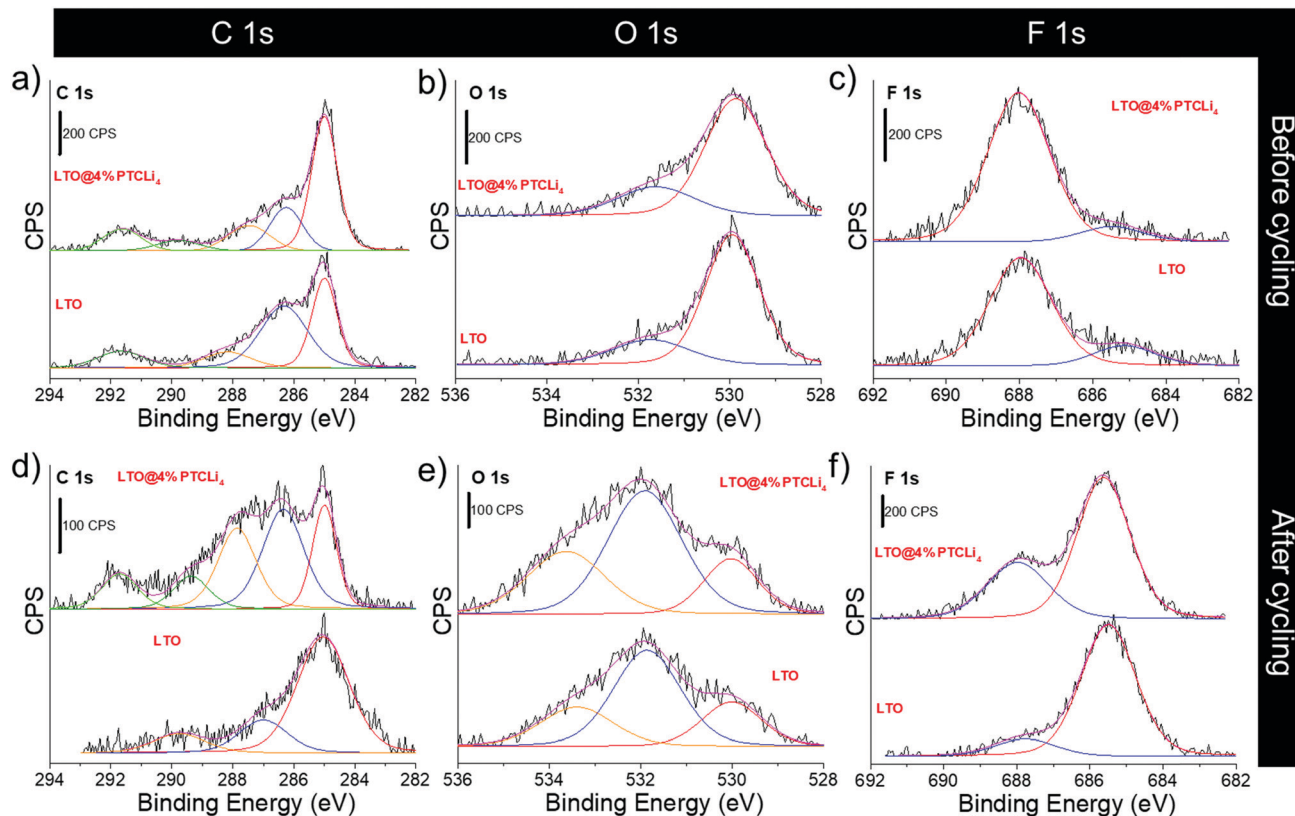 C 1s
O 1s
F 1s
Before cycling
After cycling
a)
C 1s
200 CPS
LTO@4% PTCLi₄
LTO
CPS
294 292 290 288 286 284 282
Binding Energy (eV)
b)
O 1s
200 CPS
LTO@4% PTCLi₄
LTO
CPS
536 534 532 530 528
Binding Energy (eV)
c)
F 1s
200 CPS
LTO@4% PTCLi₄
LTO
CPS
692 690 688 686 684 682
Binding Energy (eV)
d)
C 1s
LTO@4% PTCLi₄
100 CPS
LTO
CPS
294 292 290 288 286 284 282
Binding Energy (eV)
e)
O 1s
LTO@4% PTCLi₄
100 CPS
LTO
CPS
536 534 532 530 528
Binding Energy (eV)
f)
F 1s
200 CPS
LTO@4% PTCLi₄
LTO
CPS
692 690 688 686 684 682
Binding Energy (eV)